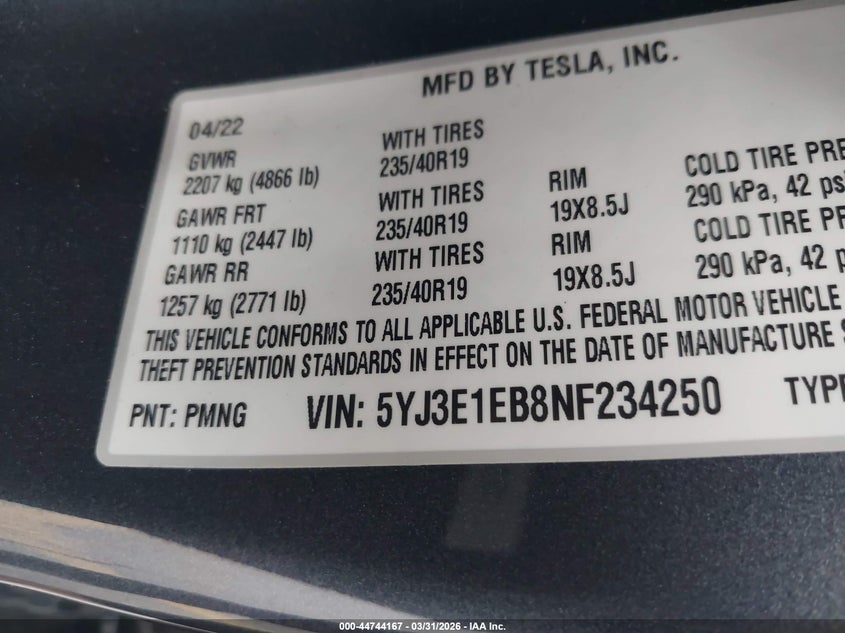 MFD BY TESLA, INC.
04/22
GVWR WITH TIRES
2207 kg (4866 lb) 235/40R19 RIM COLD TIRE PRE
GAWR FRT WITH TIRES 19X8.5J 290 kPa, 42 psi
1110 kg (2447 lb) 235/40R19 RIM COLD TIRE PR
GAWR RR WITH TIRES 19X8.5J 290 kPa, 42 p
1257 kg (2771 lb) 235/40R19
THIS VEHICLE CONFORMS TO ALL APPLICABLE U.S. FEDERAL MOTOR VEHICLE
THEFT PREVENTION STANDARDS IN EFFECT ON THE DATE OF MANUFACTURE S
PNT: PMNG VIN: 5YJ3E1EB8NF234250 TYPE
000-44744167 | 03/31/2026 - IAA Inc.